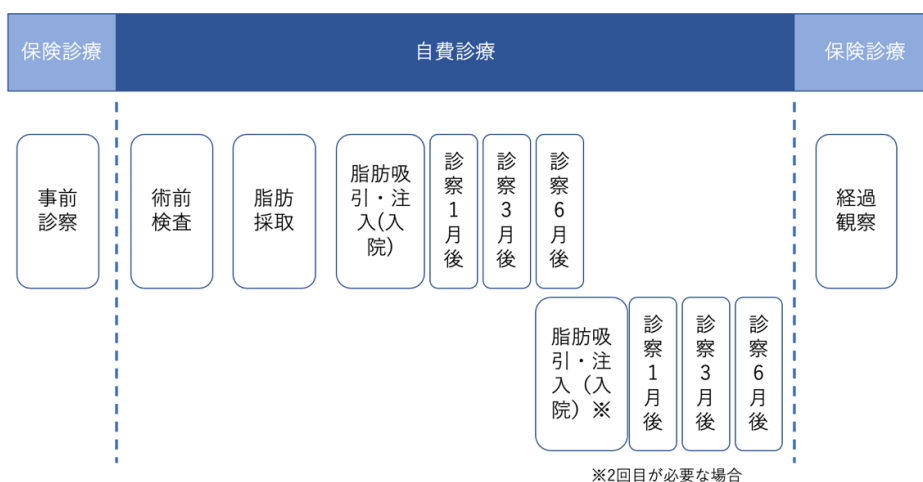 保険診療
自費診療
保険診療
事前
診察
術前
検査
脂肪
採取
脂肪吸
引・注
入(入
院)
診察1月後
診察3月後
診察6月後
経過
観察
脂肪吸
引・注
入（入
院）※
診察1月後
診察3月後
診察6月後
※2回目が必要な場合